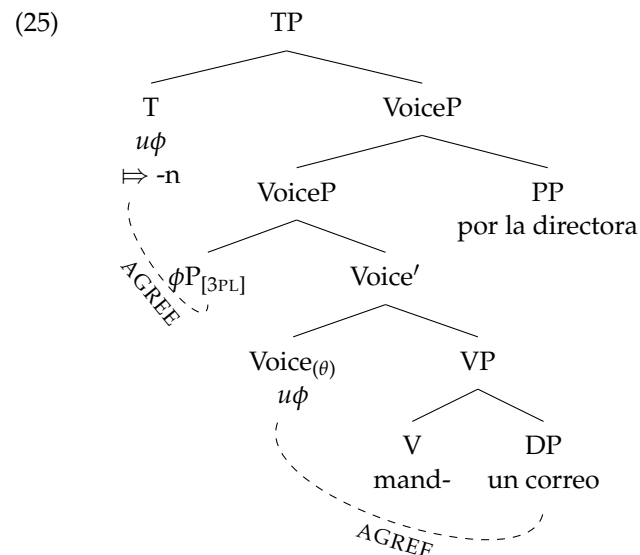 (25) TP
T VoiceP
uϕ
⤇ -n VoiceP PP
por la directora
ϕP[3PL] Voice′
AGREE
Voice(θ) VP
uϕ
V DP
mand- un correo
AGREE